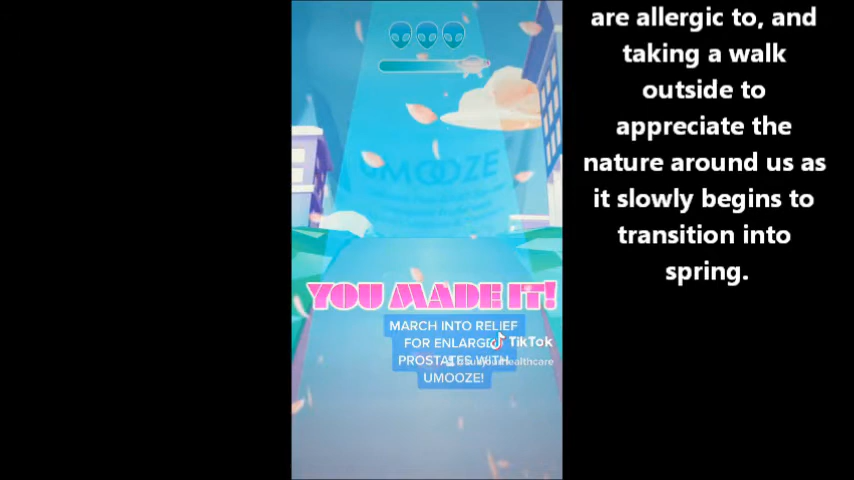 are allergic to, and
taking a walk
outside to
appreciate the
nature around us as
it slowly begins to
transition into
spring.
UMOOZE
YOU MADE IT!
MARCH INTO RELIEF
FOR ENLARGED
PROSTATES WITH
UMOOZE!
TikTok